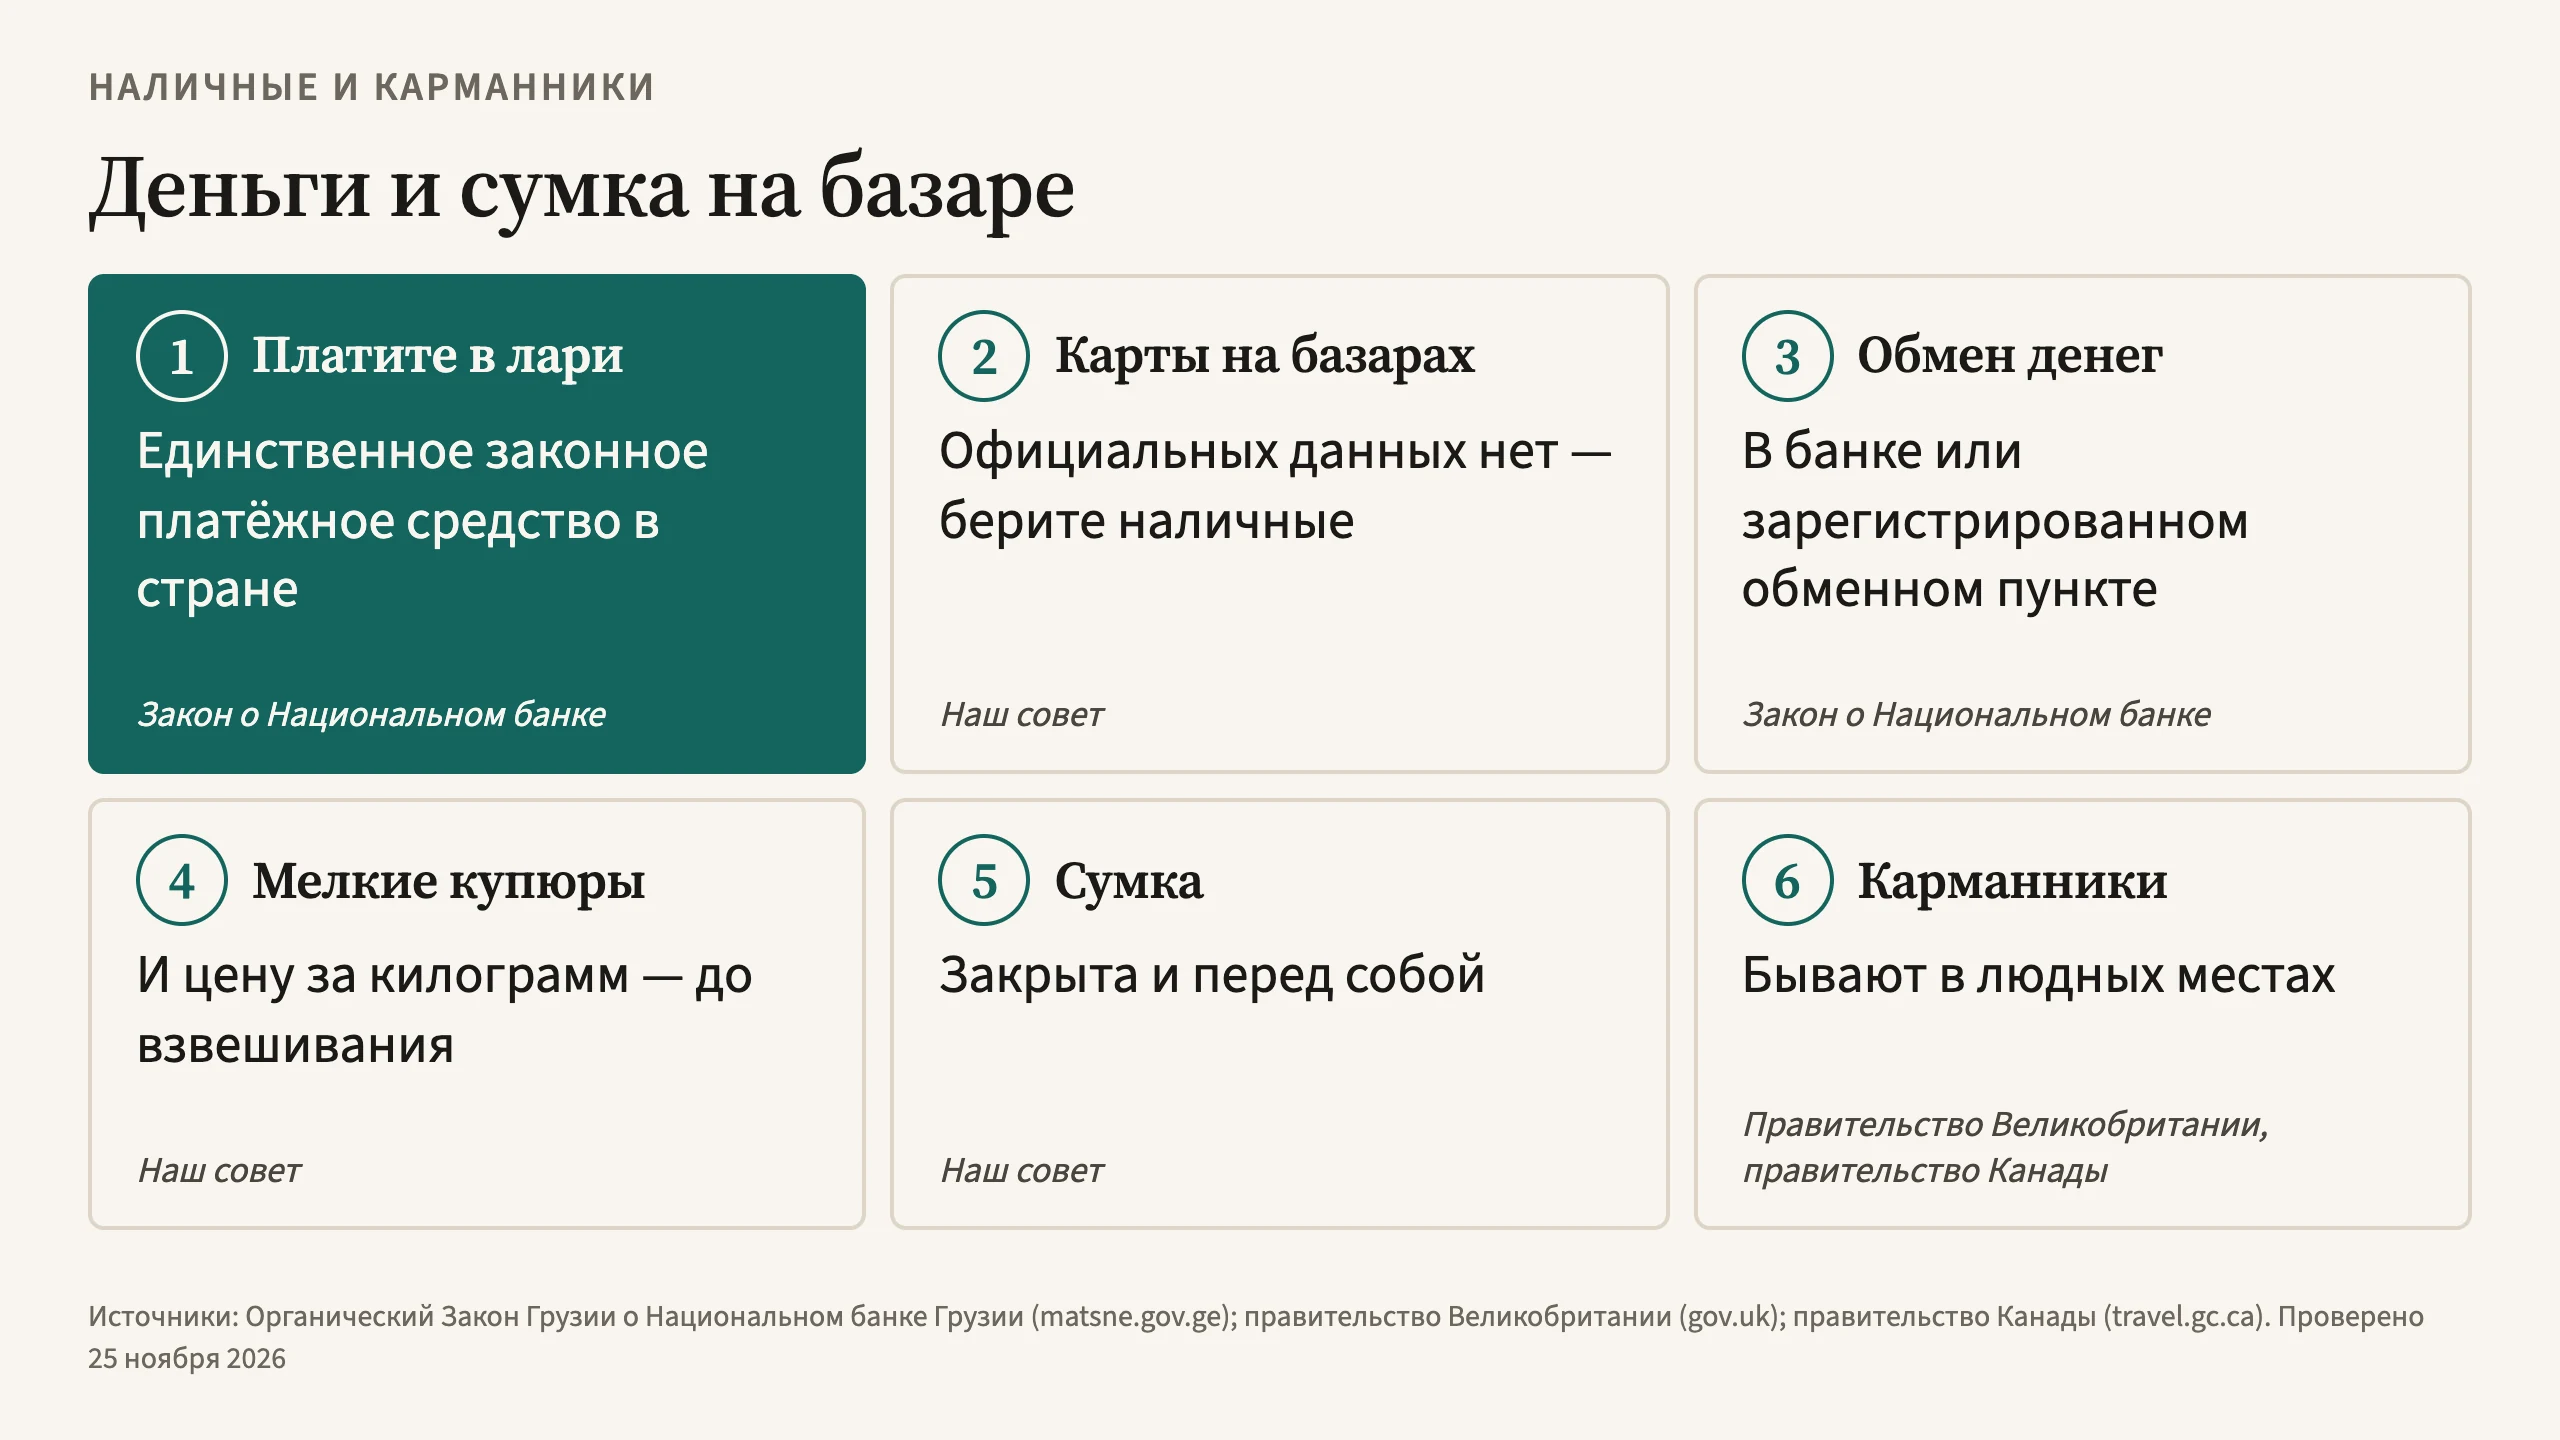 НАЛИЧНЫЕ И КАРМАННИКИ
Деньги и сумка на базаре
1 Платите в лари
Единственное законное
платёжное средство в
стране
Закон о Национальном банке
2 Карты на базарах
Официальных данных нет —
берите наличные
Наш совет
3 Обмен денег
В банке или
зарегистрированном
обменном пункте
Закон о Национальном банке
4 Мелкие купюры
И цену за килограмм — до
взвешивания
Наш совет
5 Сумка
Закрыта и перед собой
Наш совет
6 Карманники
Бывают в людных местах
Правительство Великобритании,
правительство Канады
Источники: Органический Закон Грузии о Национальном банке Грузии (matsne.gov.ge); правительство Великобритании (gov.uk); правительство Канады (travel.gc.ca). Проверено
25 ноября 2026